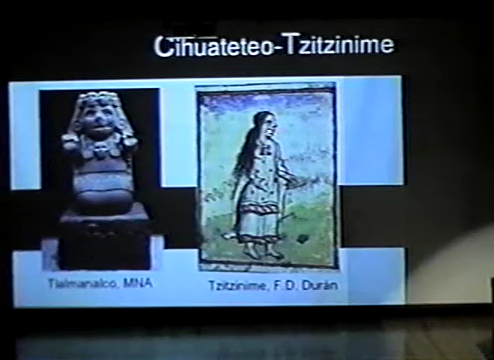 Cihuateteo-Tzitzinime
Tlalmanalco, MNA
Tzitzinime, F.D. Durán